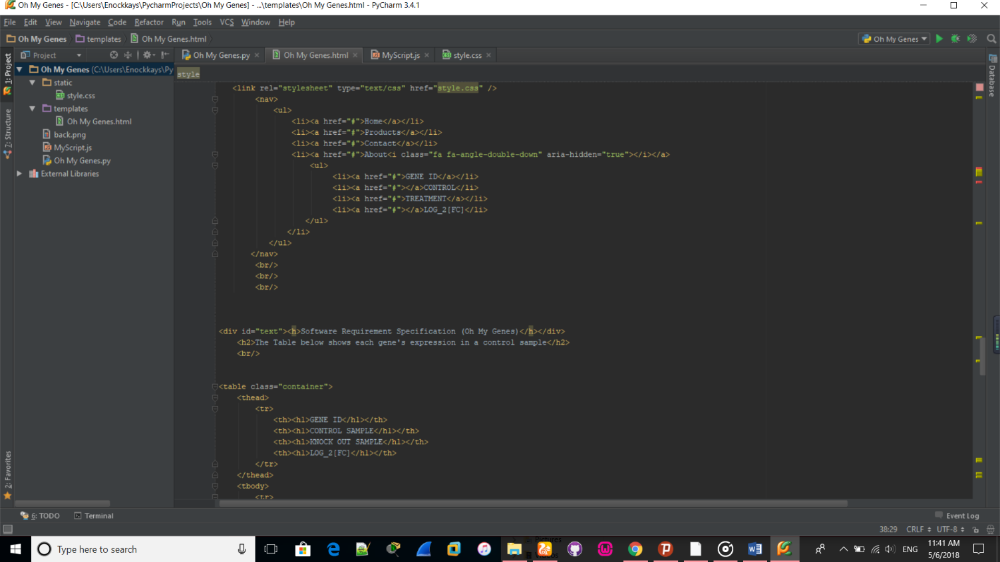 Oh My Genes - [C:\Users\Enockkays\PycharmProjects\Oh My Genes] - ...\templates\Oh My Genes.html - PyCharm 3.4.1
File Edit View Navigate Code Refactor Run Tools VCS Window Help
Oh My Genes templates Oh My Genes.html Oh My Genes
Project Oh My Genes.py Oh My Genes.html MyScript.js style.css
1: Project
7: Structure
2: Favorites
Database
Oh My Genes (C:\Users\Enockkays\Py
static
style.css
templates
Oh My Genes.html
back.png
MyScript.js
Oh My Genes.py
External Libraries
style
<link rel="stylesheet" type="text/css" href="style.css" />
<nav>
<ul>
<li><a href="#">Home</a></li>
<li><a href="#">Products</a></li>
<li><a href="#">Contact</a></li>
<li><a href="#">About<i class="fa fa-angle-double-down" aria-hidden="true"></i></a>
<ul>
<li><a href="#">GENE ID</a></li>
<li><a href="#"></a>CONTROL</li>
<li><a href="#">TREATMENT</a></li>
<li><a href="#"></a>LOG_2[FC]</li>
</ul>
</li>
</ul>
</nav>
<br/>
<br/>
<br/>
<div id="text"><h>Software Requirement Specification (Oh My Genes)</h></div>
<h2>The Table below shows each gene's expression in a control sample</h2>
<br/>
<table class="container">
<thead>
<tr>
<th><h1>GENE ID</h1></th>
<th><h1>CONTROL SAMPLE</h1></th>
<th><h1>KNOCK OUT SAMPLE</h1></th>
<th><h1>LOG_2[FC]</h1></th>
</tr>
</thead>
<tbody>
<tr>
6: TODO Terminal Event Log
38:29 CRLF UTF-8
Type here to search
Pictures
ENG
11:41 AM
5/6/2018